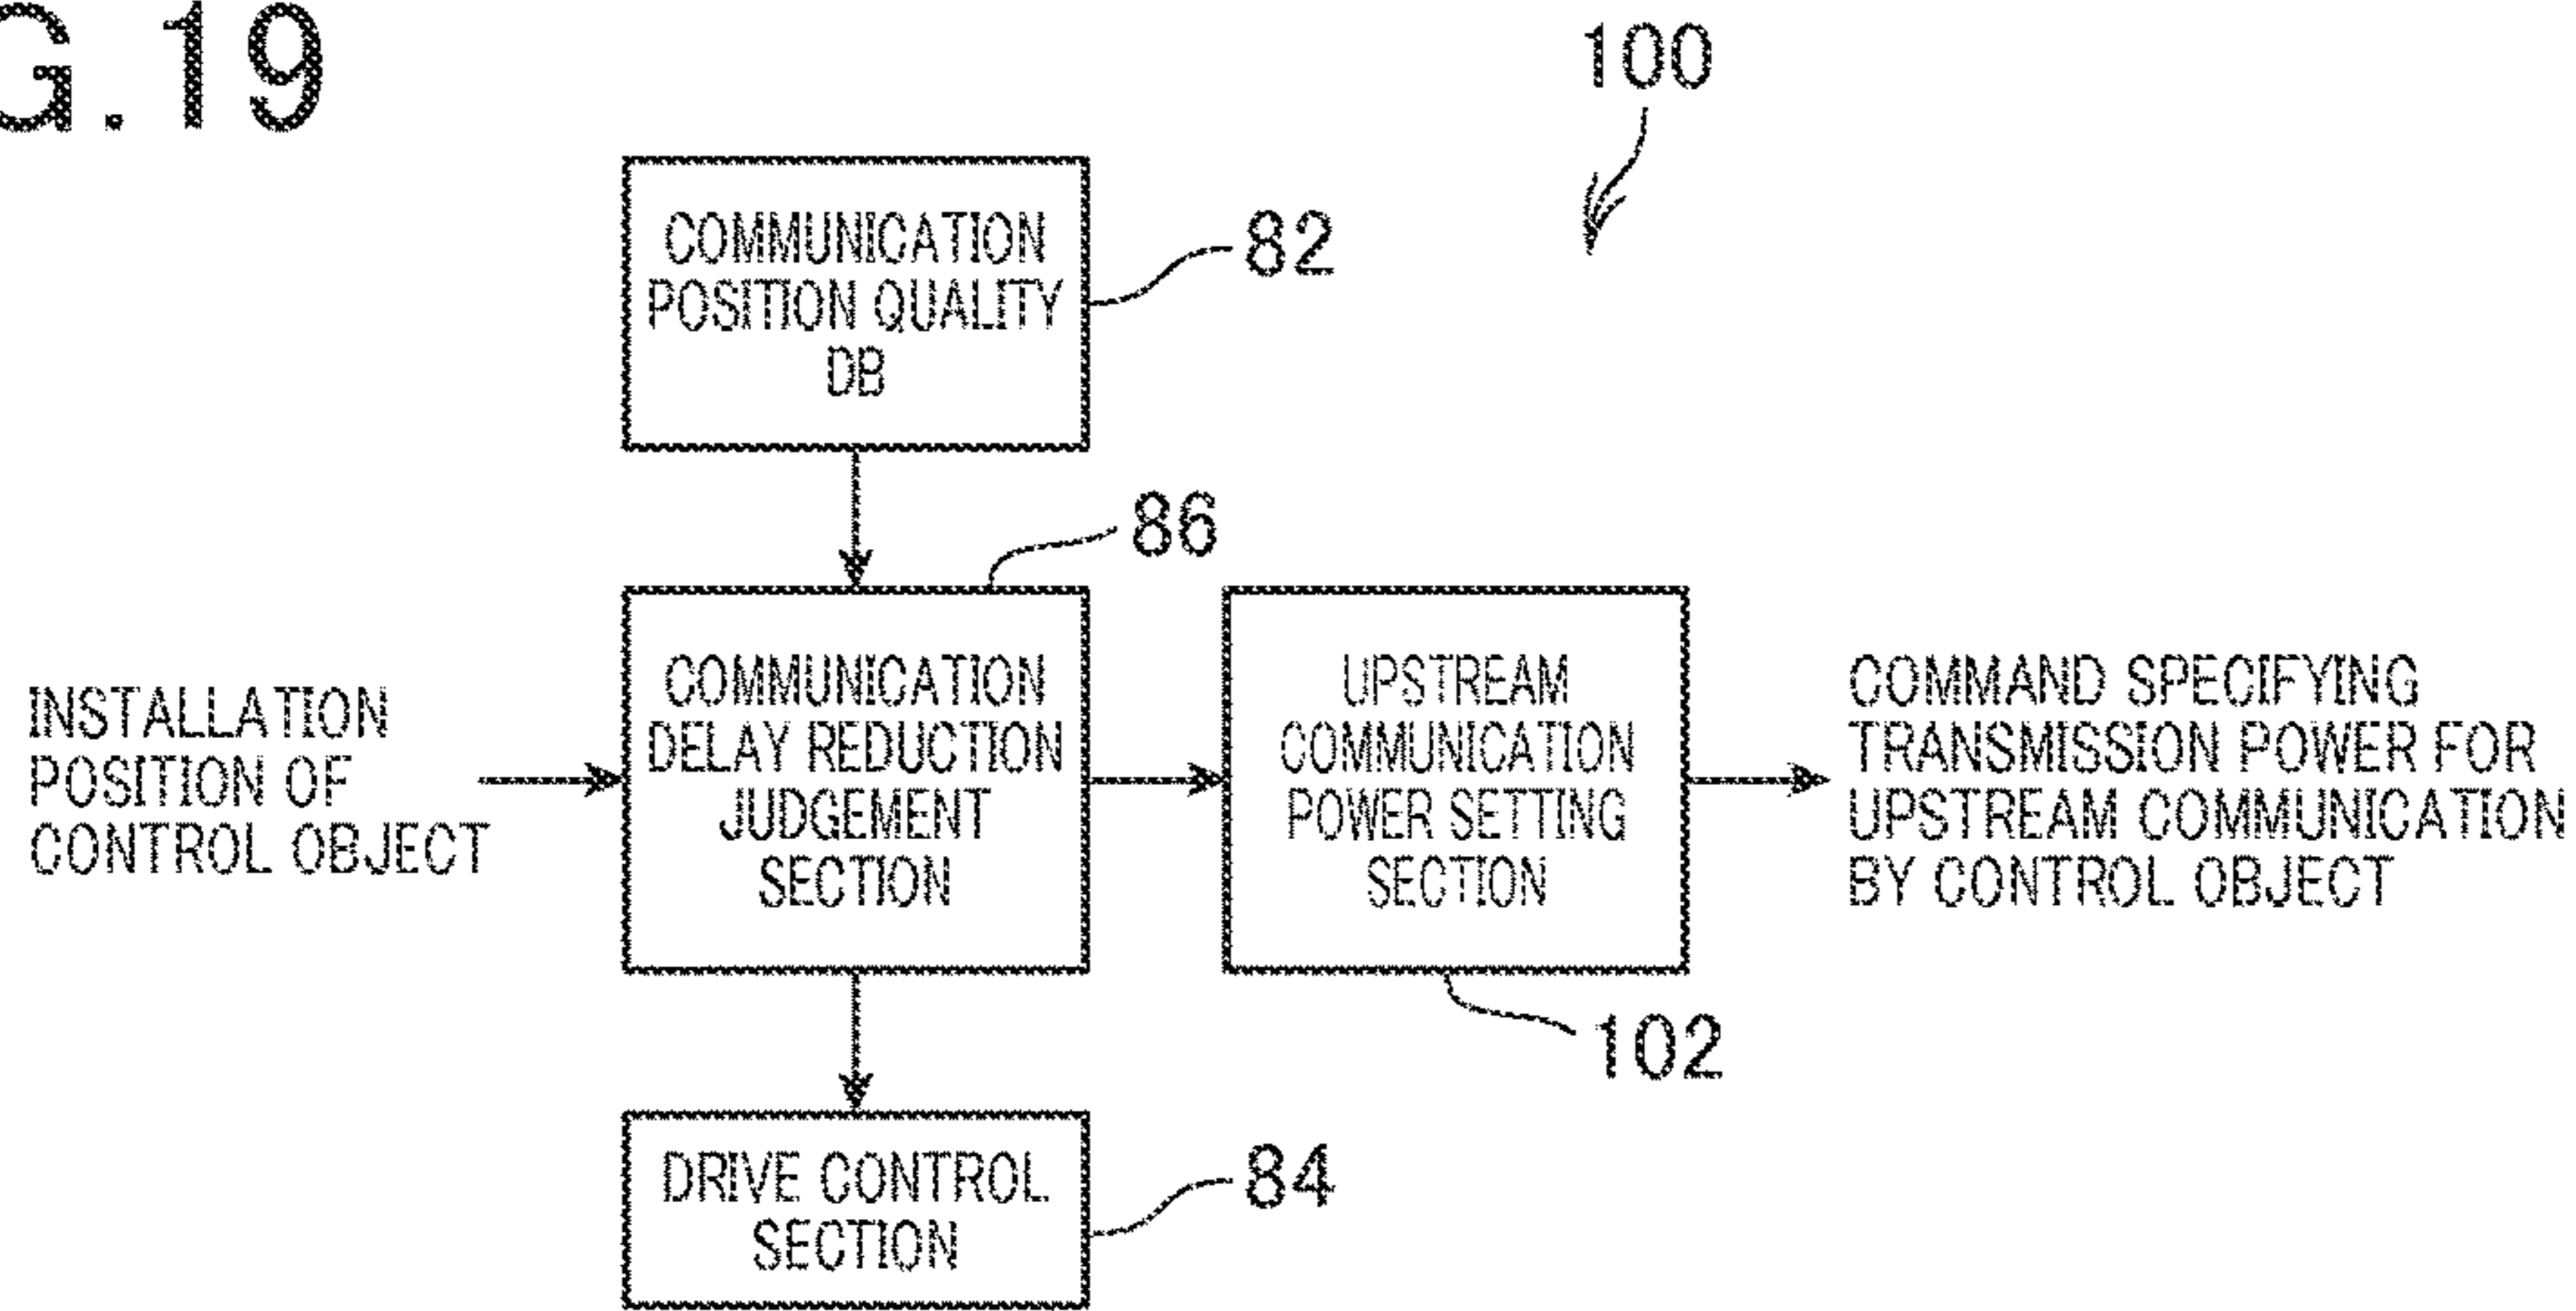 G.19
100
COMMUNICATION
POSITION QUALITY
DB
82
86
INSTALLATION
POSITION OF
CONTROL OBJECT
COMMUNICATION
DELAY REDUCTION
JUDGEMENT
SECTION
UPSTREAM
COMMUNICATION
POWER SETTING
SECTION
COMMAND SPECIFYING
TRANSMISSION POWER FOR
UPSTREAM COMMUNICATION
BY CONTROL OBJECT
102
DRIVE CONTROL
SECTION
84